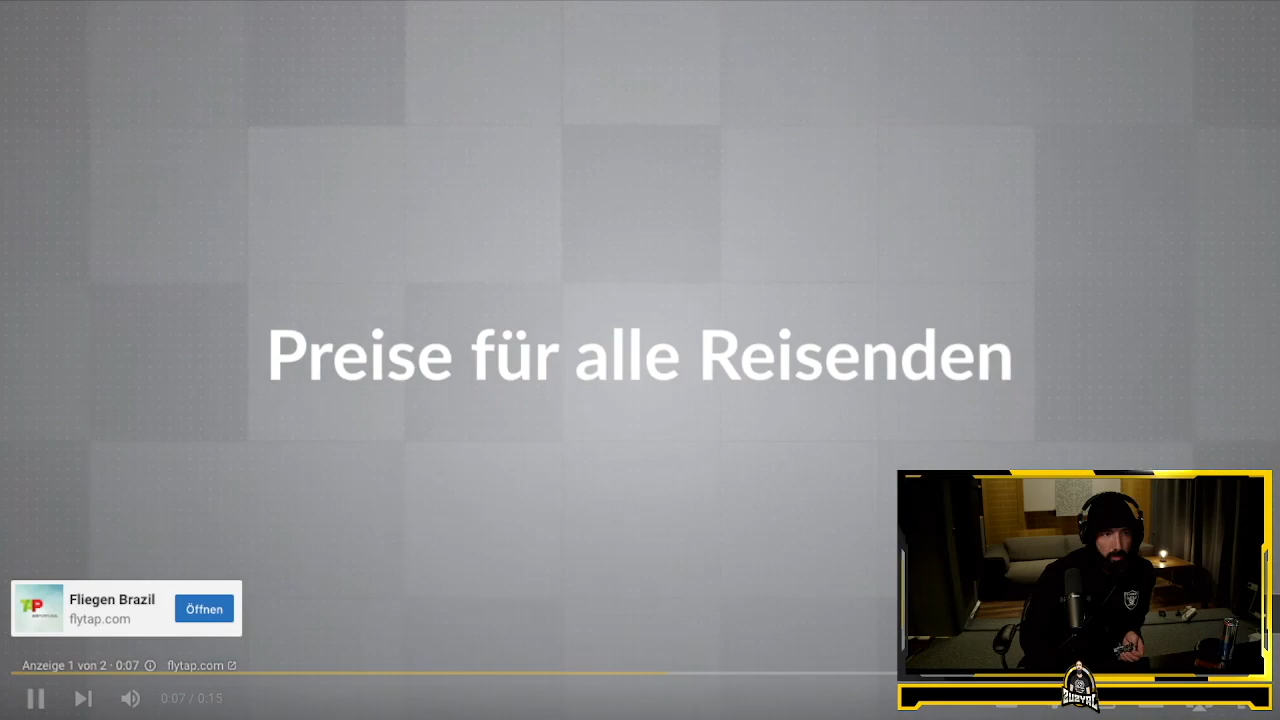 Preise für alle Reisenden
Fliegen Brazil
flytap.com
Öffnen
Anzeige 1 von 2 · 0:07
flytap.com
0:07 / 0:15